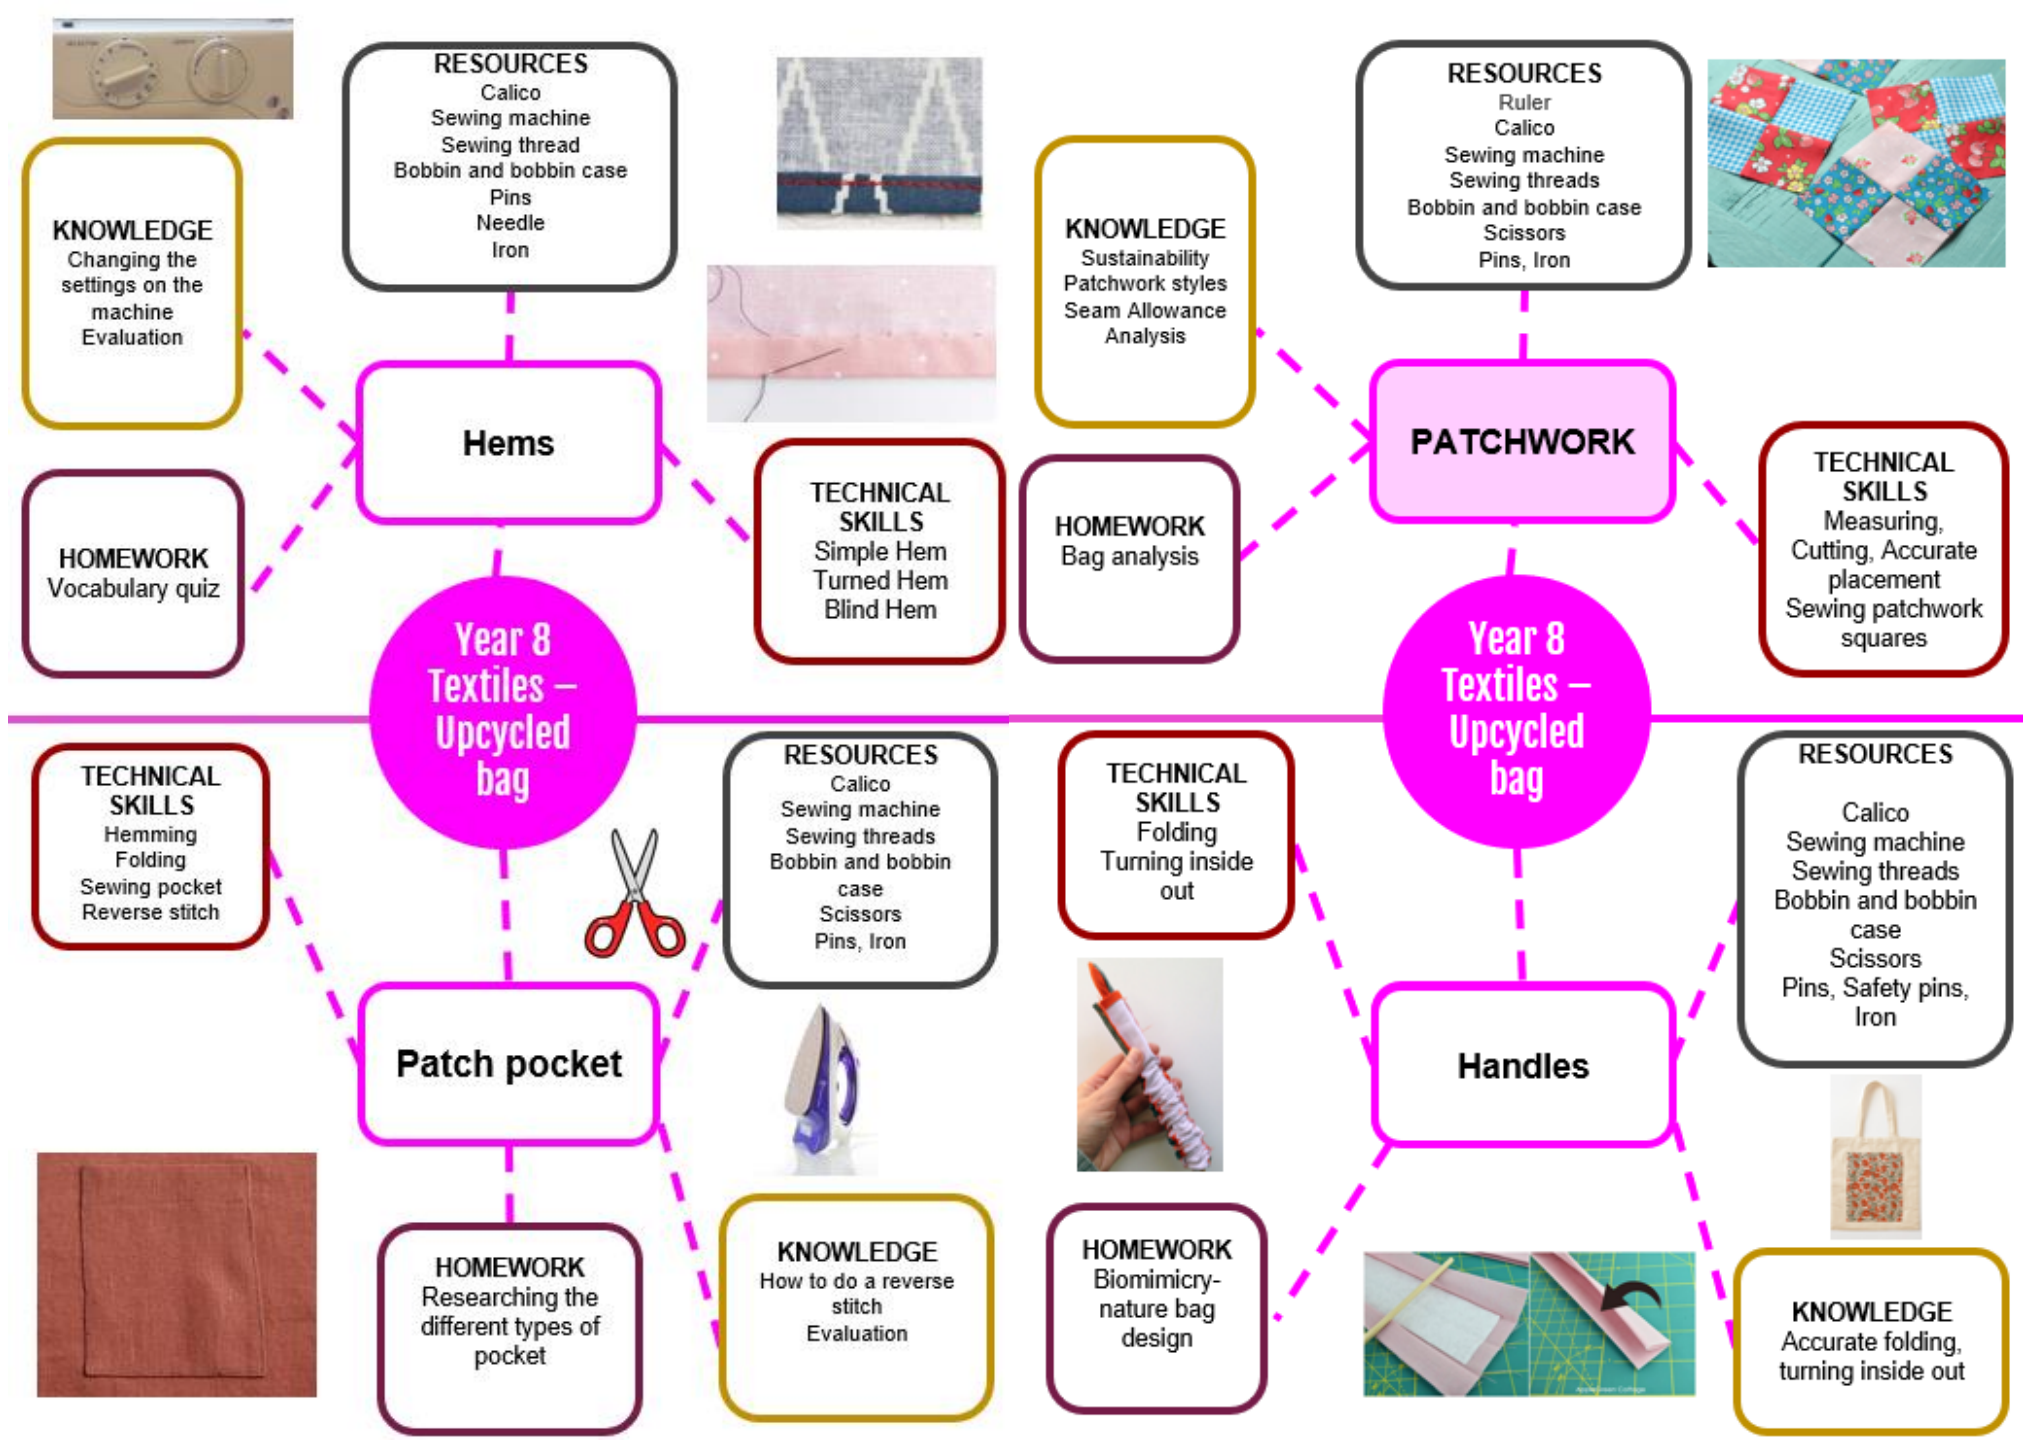 RESOURCES
Calico
Sewing machine
Sewing thread
Bobbin and bobbin case
Pins
Needle
Iron
KNOWLEDGE
Changing the
settings on the
machine
Evaluation
Hems
HOMEWORK
Vocabulary quiz
TECHNICAL
SKILLS
Simple Hem
Turned Hem
Blind Hem
RESOURCES
Ruler
Calico
Sewing machine
Sewing threads
Bobbin and bobbin case
Scissors
Pins, Iron
KNOWLEDGE
Sustainability
Patchwork styles
Seam Allowance
Analysis
PATCHWORK
HOMEWORK
Bag analysis
TECHNICAL
SKILLS
Measuring,
Cutting, Accurate
placement
Sewing patchwork
squares
Year 8
Textiles –
Upcycled
bag
Year 8
Textiles –
Upcycled
bag
TECHNICAL
SKILLS
Hemming
Folding
Sewing pocket
Reverse stitch
RESOURCES
Calico
Sewing machine
Sewing threads
Bobbin and bobbin
case
Scissors
Pins, Iron
Patch pocket
HOMEWORK
Researching the
different types of
pocket
KNOWLEDGE
How to do a reverse
stitch
Evaluation
TECHNICAL
SKILLS
Folding
Turning inside
out
RESOURCES
Calico
Sewing machine
Sewing threads
Bobbin and bobbin
case
Scissors
Pins, Safety pins,
Iron
Handles
HOMEWORK
Biomimicry-
nature bag
design
KNOWLEDGE
Accurate folding,
turning inside out